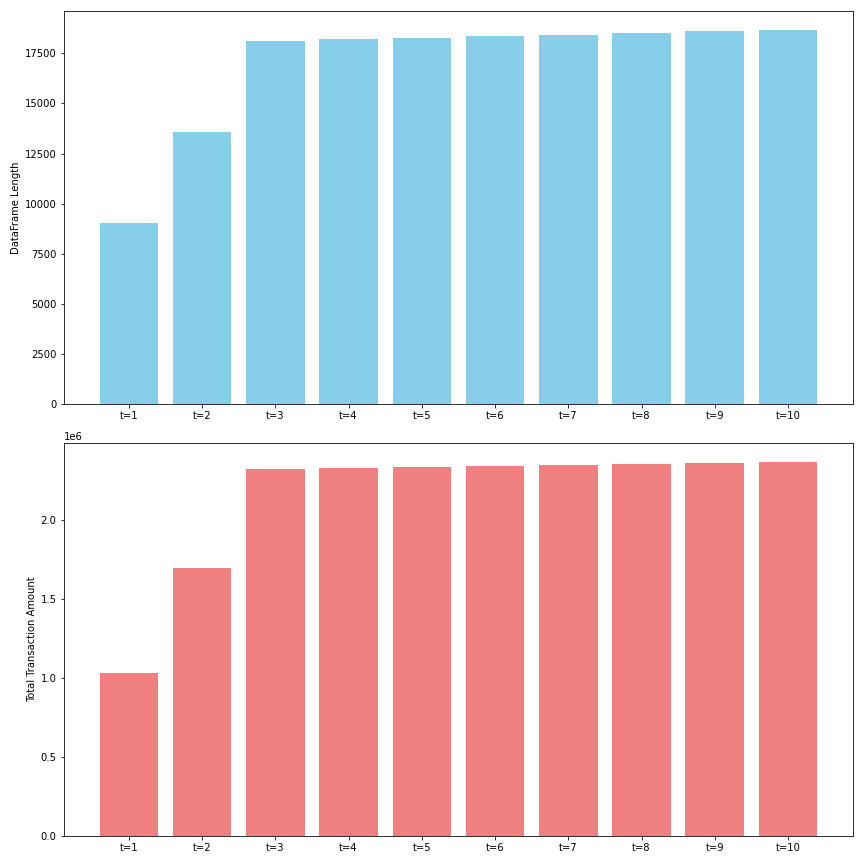 DataFrame Length
17500
15000
12500
10000
7500
5000
2500
0
t=1 t=2 t=3 t=4 t=5 t=6 t=7 t=8 t=9 t=10
1e6
Total Transaction Amount
2.0
1.5
1.0
0.5
0.0
t=1 t=2 t=3 t=4 t=5 t=6 t=7 t=8 t=9 t=10